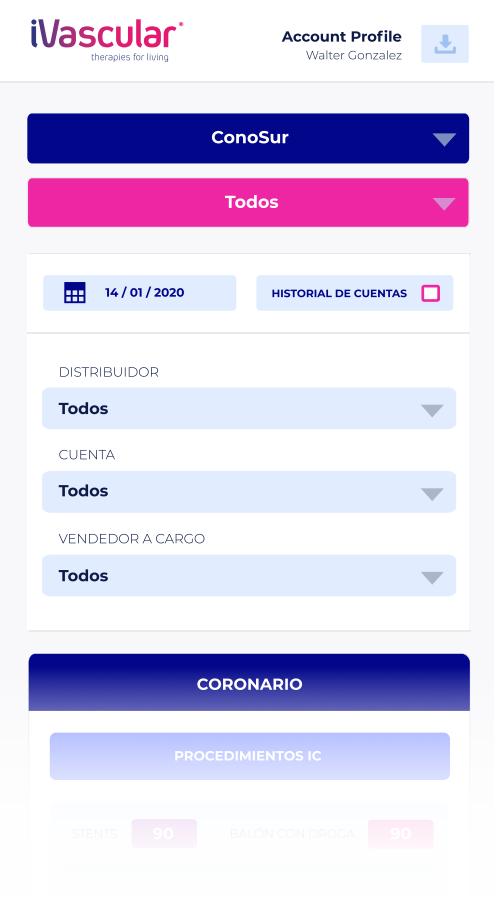 iVascular
therapies for living
Account Profile
Walter Gonzalez
ConoSur
Todos
14 / 01 / 2020
HISTORIAL DE CUENTAS
DISTRIBUIDOR
Todos
CUENTA
Todos
VENDEDOR A CARGO
Todos
CORONARIO
PROCEDIMIENTOS IC
STENTS 90 BALÓN CON DROGA 90